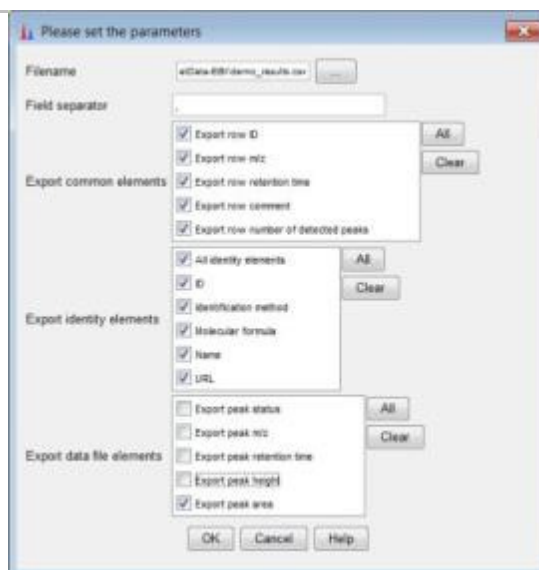 Please set the parameters
Filename
demo_results.csv
...
Field separator
,
Export common elements
Export row ID
Export row m/z
Export row retention time
Export row comment
Export row number of detected peaks
All
Clear
Export identity elements
All identity elements
ID
Identification method
Molecular formula
Name
URL
All
Clear
Export data file elements
Export peak status
Export peak m/z
Export peak retention time
Export peak height
Export peak area
All
Clear
OK Cancel Help